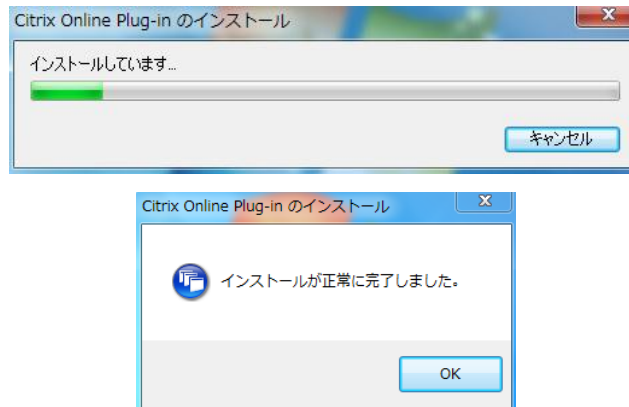 Citrix Online Plug-in のインストール
インストールしています...
キャンセル
Citrix Online Plug-in のインストール
インストールが正常に完了しました。
OK